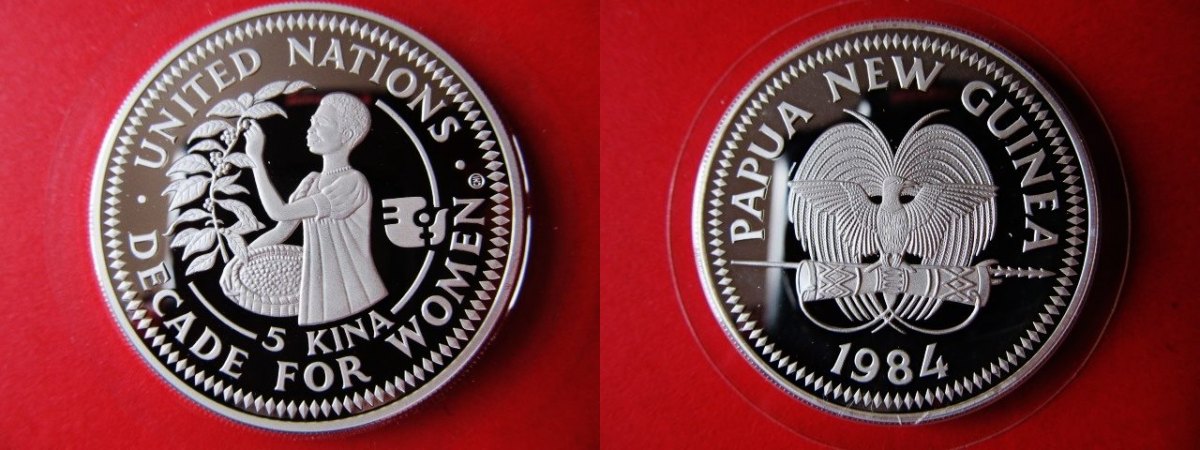 UNITED NATIONS
DECADE FOR WOMEN
5 KINA
PAPUA NEW GUINEA
1984